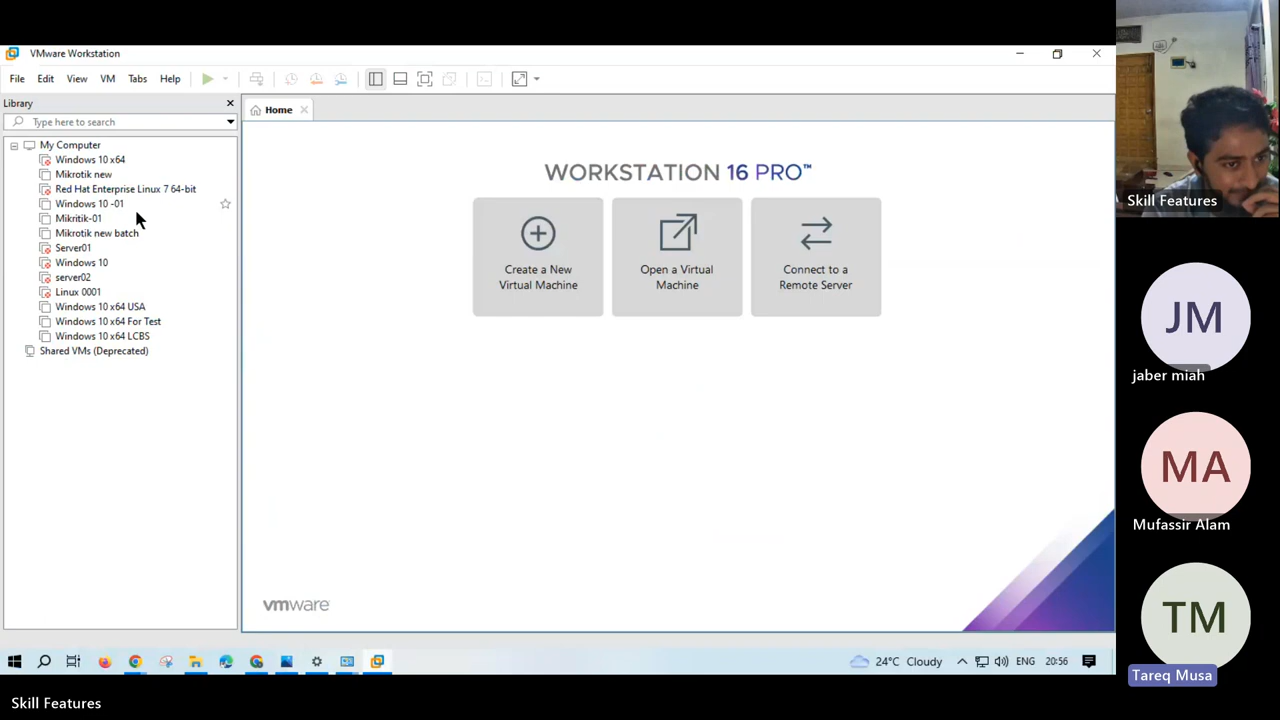 VMware Workstation
File Edit View VM Tabs Help
Library
Type here to search
My Computer
Windows 10 x64
Mikrotik new
Red Hat Enterprise Linux 7 64-bit
Windows 10 -01
Mikritik-01
Mikrotik new batch
Server01
Windows 10
server02
Linux 0001
Windows 10 x64 USA
Windows 10 x64 For Test
Windows 10 x64 LCBS
Shared VMs (Deprecated)
Home
WORKSTATION 16 PRO™
Create a New
Virtual Machine
Open a Virtual
Machine
Connect to a
Remote Server
vmware
24°C Cloudy ENG 20:56
Skill Features
Skill Features
JM
jaber miah
MA
Mufassir Alam
TM
Tareq Musa